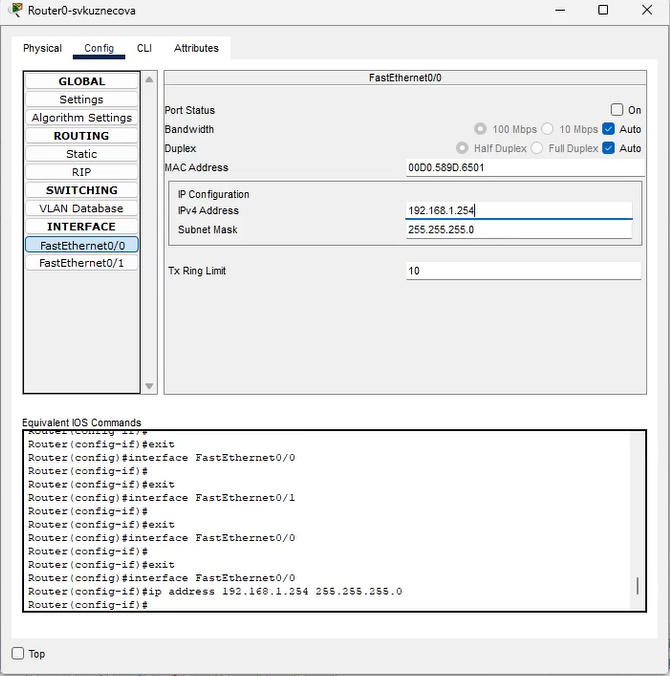 Router0-svkuznecova
Physical Config CLI Attributes
GLOBAL
Settings
Algorithm Settings
ROUTING
Static
RIP
SWITCHING
VLAN Database
INTERFACE
FastEthernet0/0
FastEthernet0/1
FastEthernet0/0
Port Status On
Bandwidth 100 Mbps 10 Mbps Auto
Duplex Half Duplex Full Duplex Auto
MAC Address 00D0.589D.6501
IP Configuration
IPv4 Address 192.168.1.254
Subnet Mask 255.255.255.0
Tx Ring Limit 10
Equivalent IOS Commands
Router(config-if)#
Router(config-if)#exit
Router(config)#interface FastEthernet0/0
Router(config-if)#
Router(config-if)#exit
Router(config)#interface FastEthernet0/1
Router(config-if)#
Router(config-if)#exit
Router(config)#interface FastEthernet0/0
Router(config-if)#
Router(config-if)#exit
Router(config)#interface FastEthernet0/0
Router(config-if)#ip address 192.168.1.254 255.255.255.0
Router(config-if)#
Top